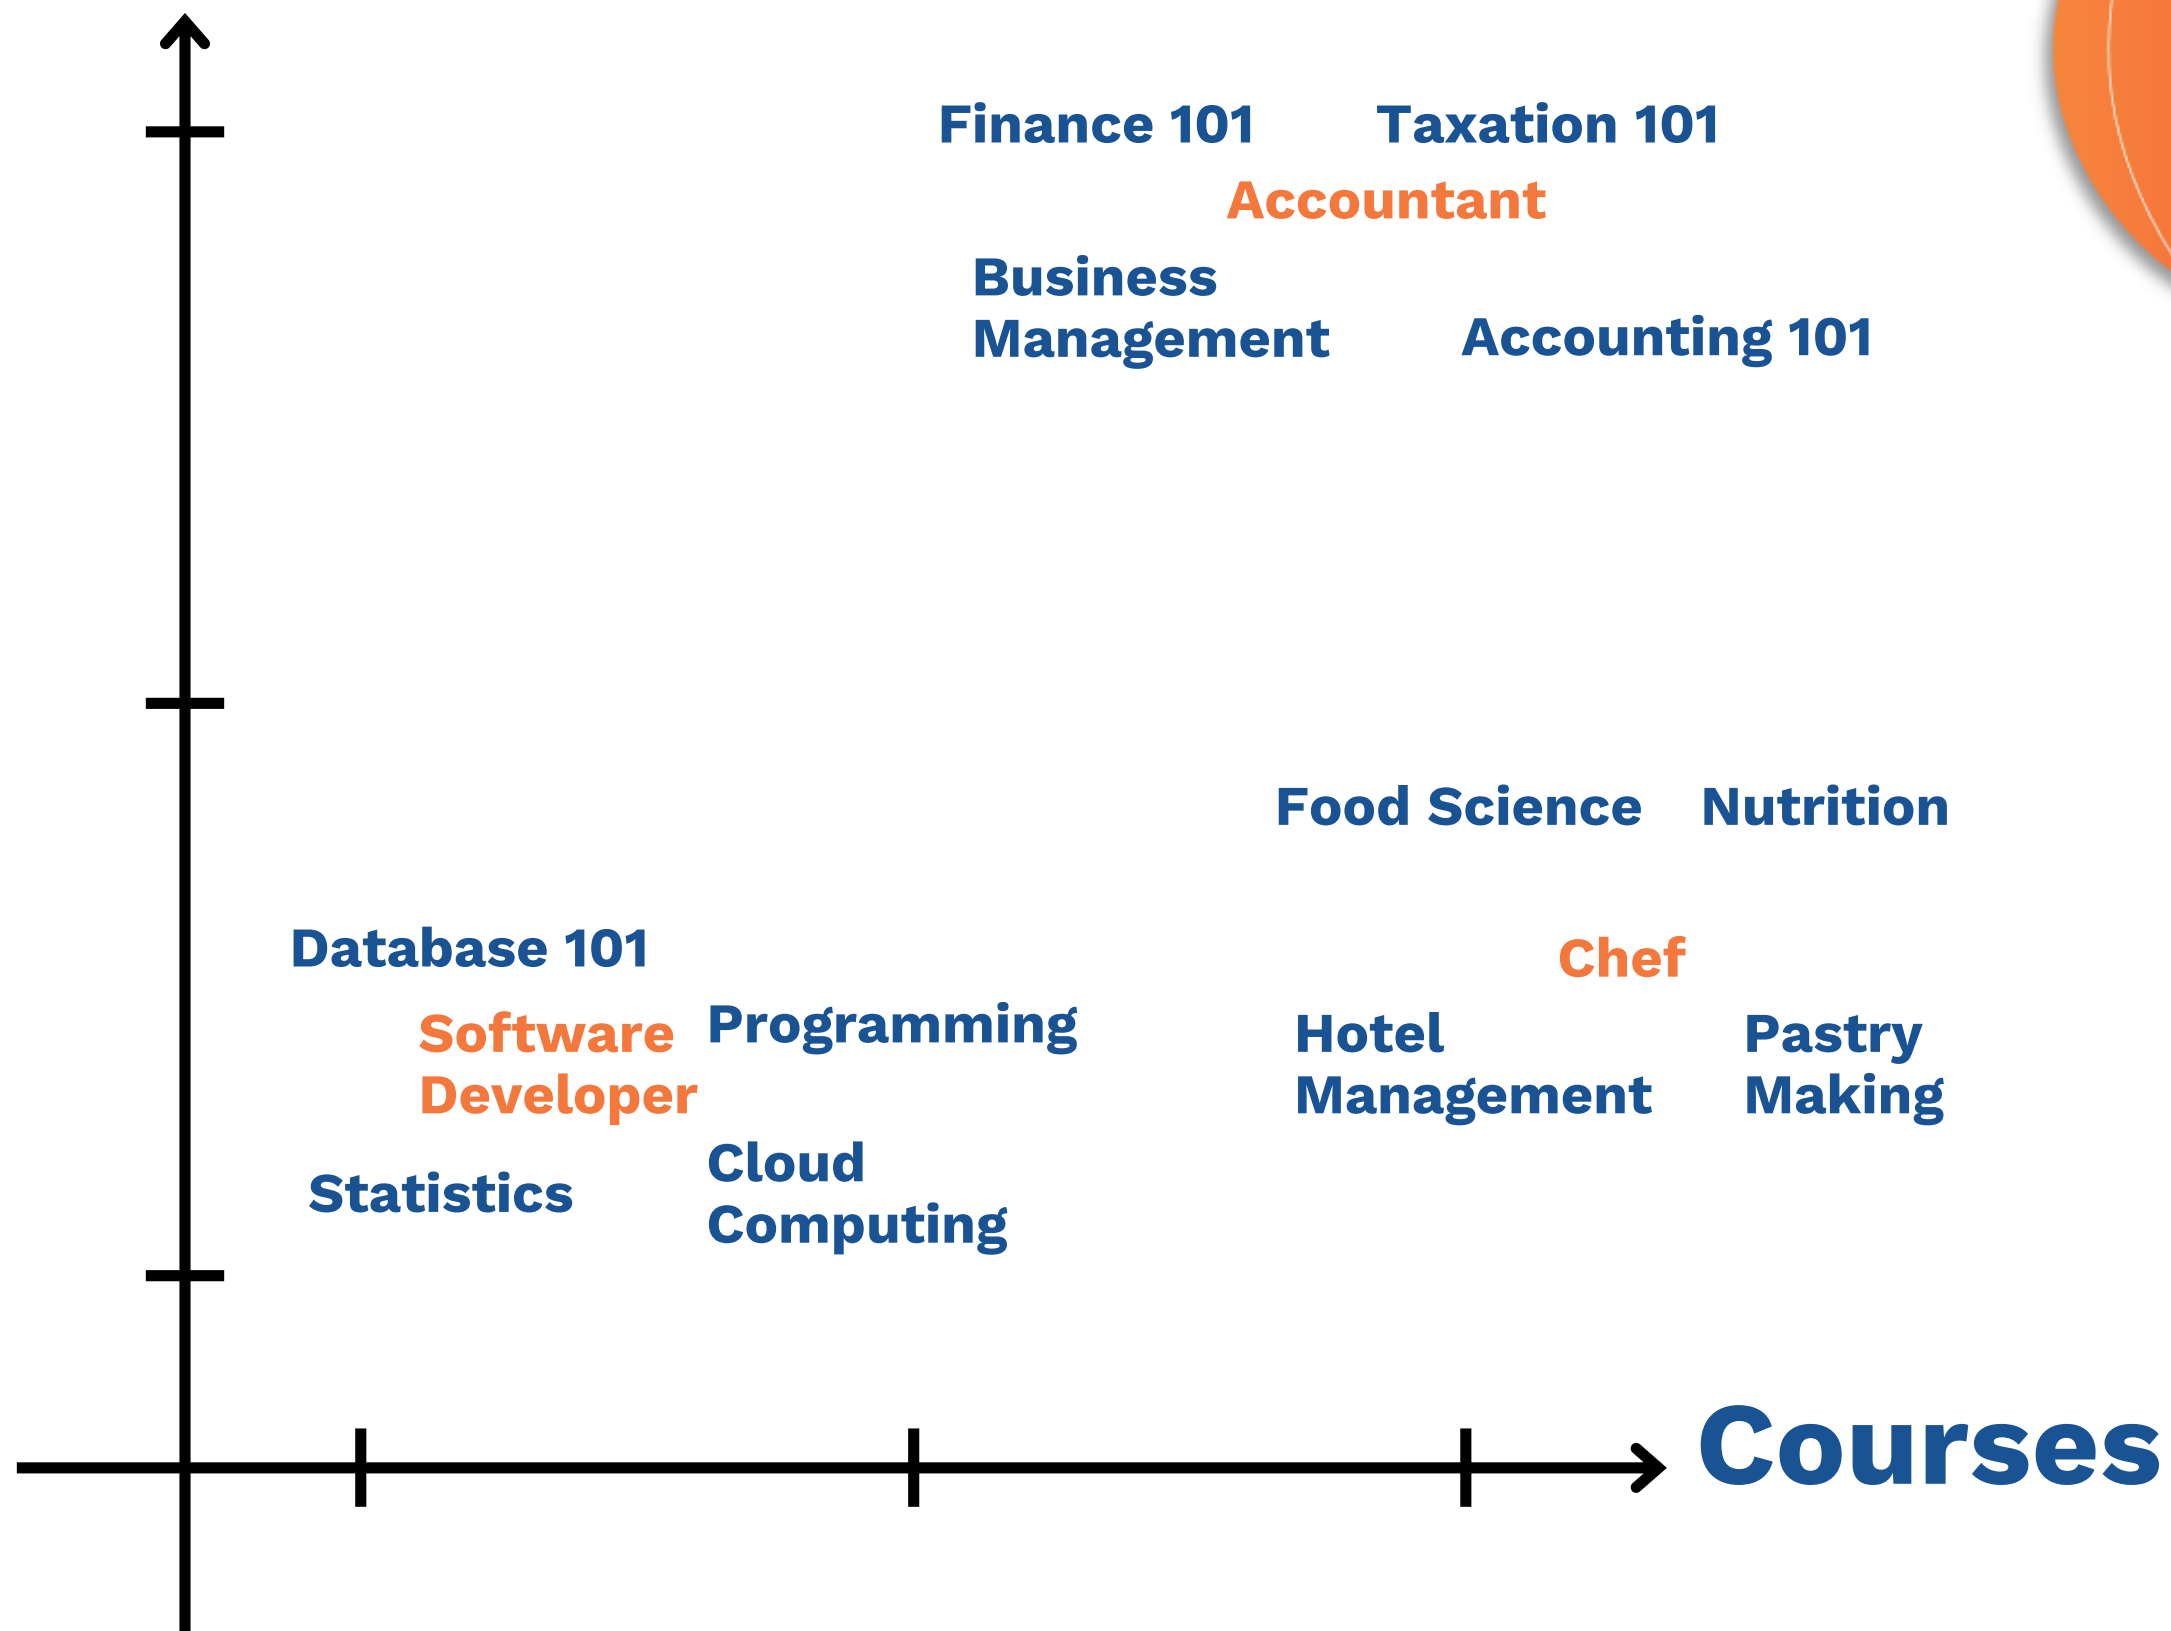 Finance 101
Taxation 101
Accountant
Business
Management
Accounting 101
Food Science
Nutrition
Database 101
Chef
Software
Developer
Programming
Hotel
Management
Pastry
Making
Statistics
Cloud
Computing
Courses